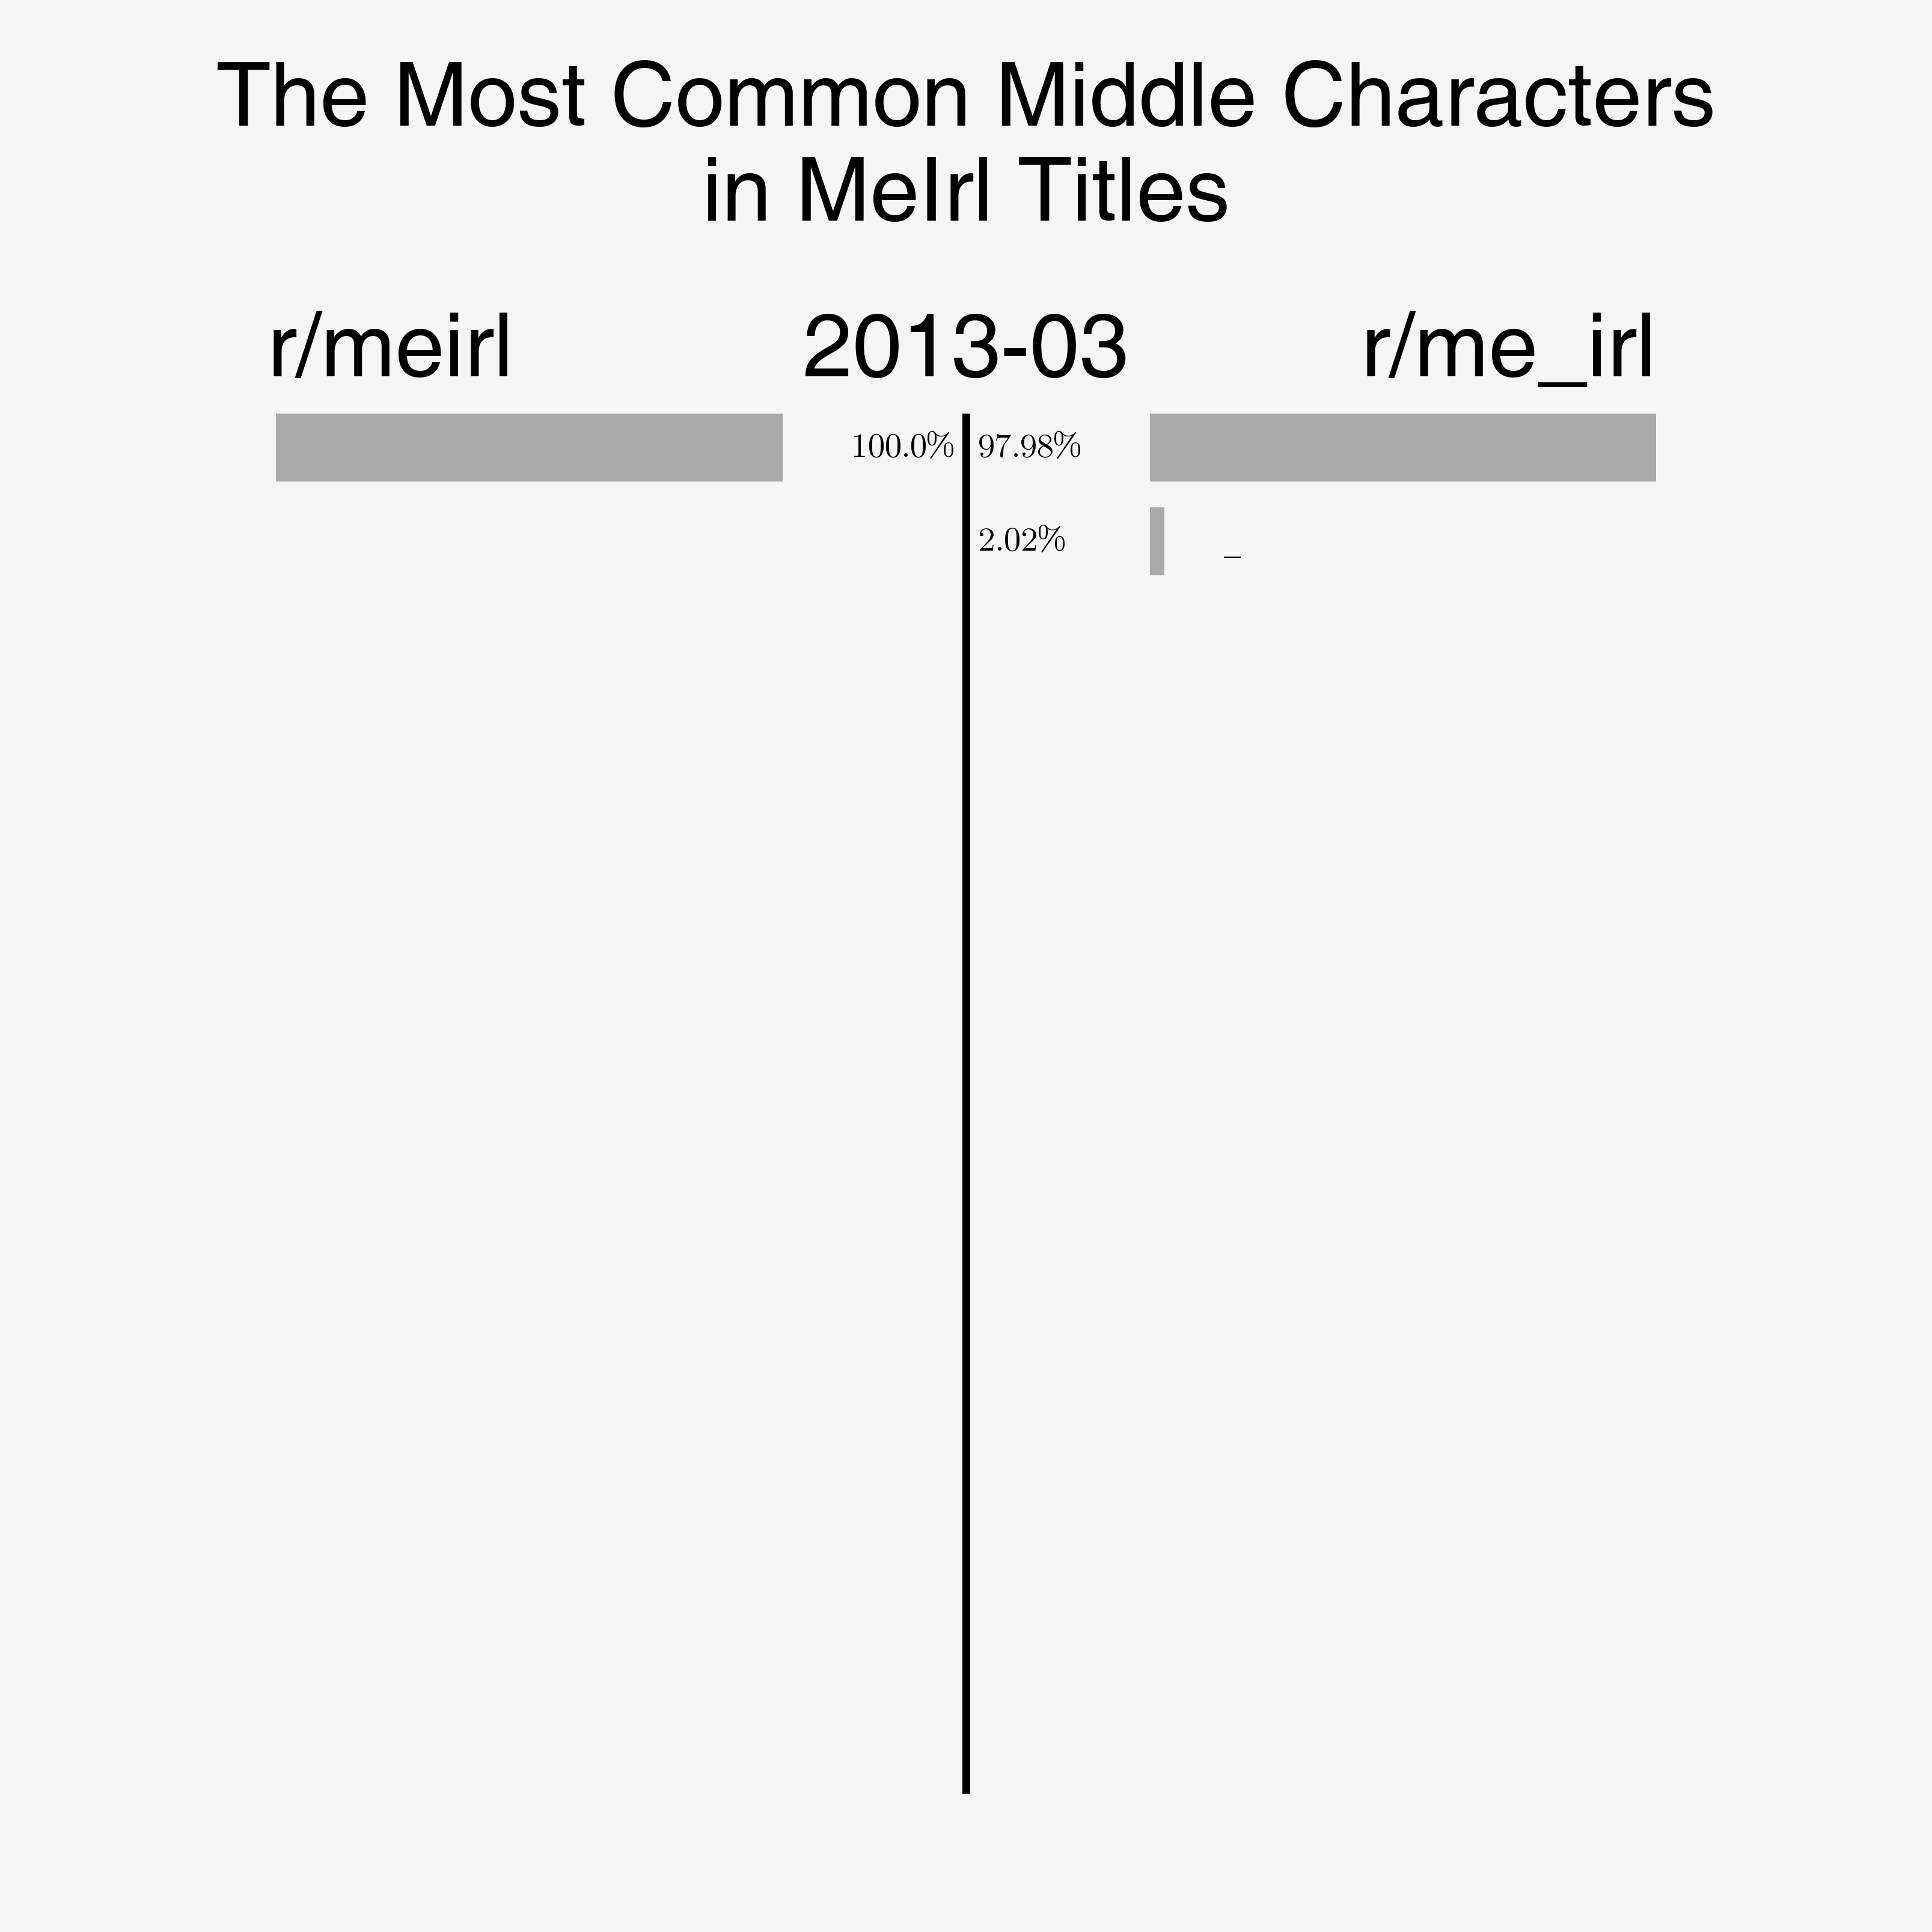 The Most Common Middle Characters
in MeIrl Titles
r/meirl 2013-03 r/me_irl
100.0% 97.98%
2.02% _